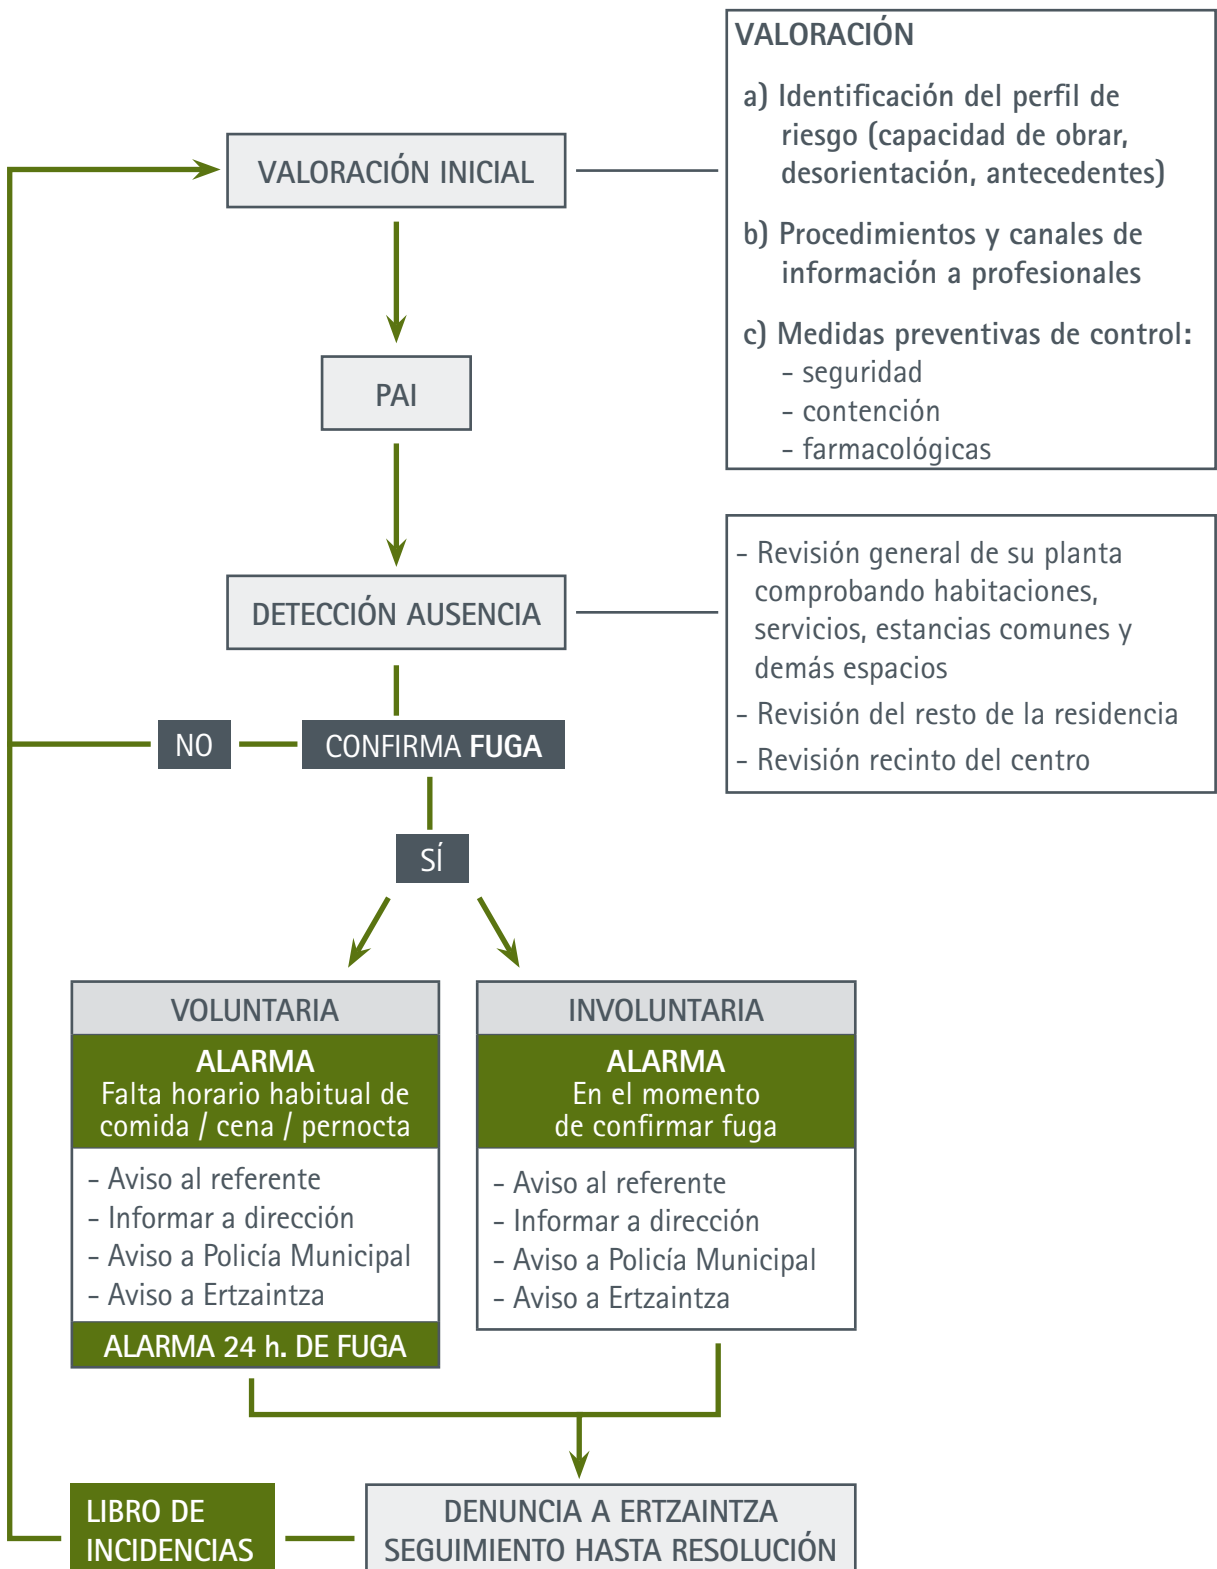 VALORACIÓN INICIAL
VALORACIÓN
a) Identificación del perfil de
riesgo (capacidad de obrar,
desorientación, antecedentes)
b) Procedimientos y canales de
información a profesionales
c) Medidas preventivas de control:
- seguridad
- contención
- farmacológicas
PAI
DETECCIÓN AUSENCIA
- Revisión general de su planta
comprobando habitaciones,
servicios, estancias comunes y
demás espacios
- Revisión del resto de la residencia
- Revisión recinto del centro
NO
CONFIRMA FUGA
SÍ
VOLUNTARIA
ALARMA
Falta horario habitual de
comida / cena / pernocta
- Aviso al referente
- Informar a dirección
- Aviso a Policía Municipal
- Aviso a Ertzaintza
ALARMA 24 h. DE FUGA
INVOLUNTARIA
ALARMA
En el momento
de confirmar fuga
- Aviso al referente
- Informar a dirección
- Aviso a Policía Municipal
- Aviso a Ertzaintza
LIBRO DE
INCIDENCIAS
DENUNCIA A ERTZAINTZA
SEGUIMIENTO HASTA RESOLUCIÓN